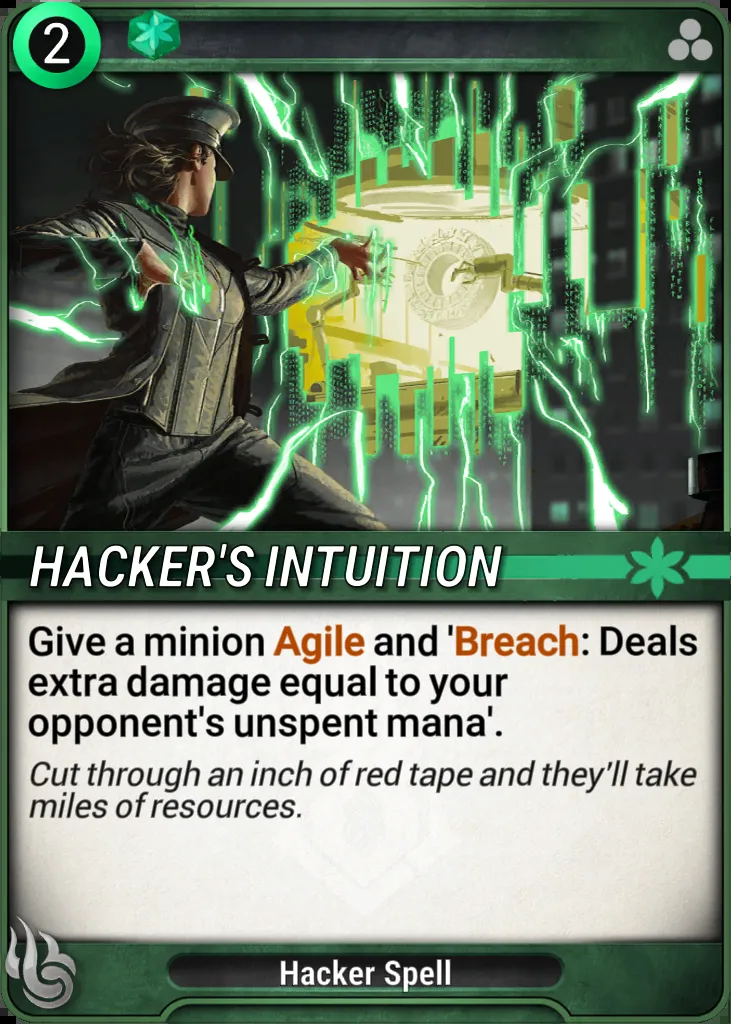 2
HACKER'S INTUITION
Give a minion Agile and 'Breach: Deals
extra damage equal to your
opponent's unspent mana'.
Cut through an inch of red tape and they'll take
miles of resources.
Hacker Spell